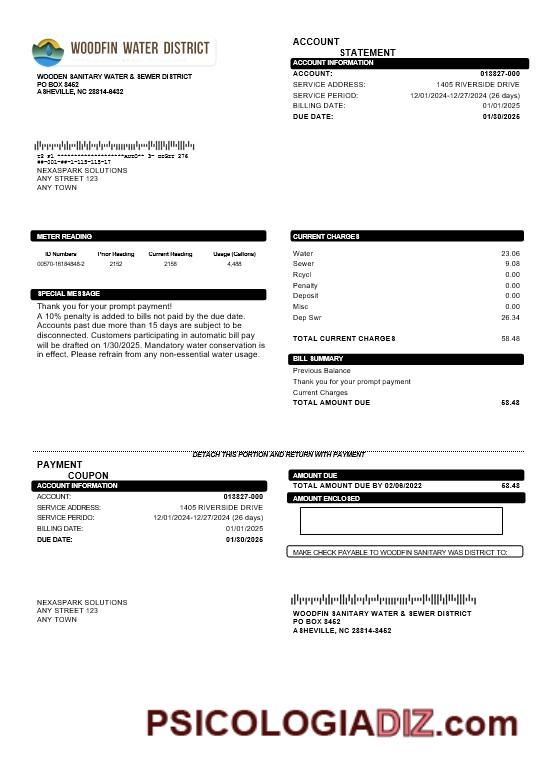 WOODFIN WATER DISTRICT
WOODEN SANITARY WATER & SEWER DISTRICT
PO BOX 8452
ASHEVILLE, NC 28814-8432
ACCOUNT
STATEMENT
ACCOUNT INFORMATION
ACCOUNT: 013827-000
SERVICE ADDRESS: 1405 RIVERSIDE DRIVE
SERVICE PERIOD: 12/01/2024-12/27/2024 (26 days)
BILLING DATE: 01/01/2025
DUE DATE: 01/30/2025
NEXASPARK SOLUTIONS
ANY STREET 123
ANY TOWN
METER READING
ID Numbers Prior Reading Current Reading Usage (Gallons)
00570-18184848-2 2152 2158 4,488
SPECIAL MESSAGE
Thank you for your prompt payment!
A 10% penalty is added to bills not paid by the due date.
Accounts past due more than 15 days are subject to
disconnected. Customers participating in automatic bill pay
will be drafted on 1/30/2025. Mandatory water conservation is
in effect. Please refrain from any non-essential water usage.
CURRENT CHARGES
Water 23.06
Sewer 9.08
Rcycl 0.00
Penalty 0.00
Deposit 0.00
Misc 0.00
Dep Swr 26.34
TOTAL CURRENT CHARGES 58.48
BILL SUMMARY
Previous Balance
Thank you for your prompt payment
Current Charges
TOTAL AMOUNT DUE 58.48
DETACH THIS PORTION AND RETURN WITH PAYMENT
PAYMENT
COUPON
ACCOUNT INFORMATION
ACCOUNT: 013827-000
SERVICE ADDRESS: 1405 RIVERSIDE DRIVE
SERVICE PERIDO: 12/01/2024-12/27/2024 (26 days)
BILLING DATE: 01/01/2025
DUE DATE: 01/30/2025
AMOUNT DUE
TOTAL AMOUNT DUE BY 02/06/2022 58.48
AMOUNT ENCLOSED
MAKE CHECK PAYABLE TO WOODFIN SANITARY WAS DISTRICT TO:
NEXASPARK SOLUTIONS
ANY STREET 123
ANY TOWN
WOODFIN SANITARY WATER & SEWER DISTRICT
PO BOX 8452
ASHEVILLE, NC 28814-8452
PSICOLOGIADIZ.com